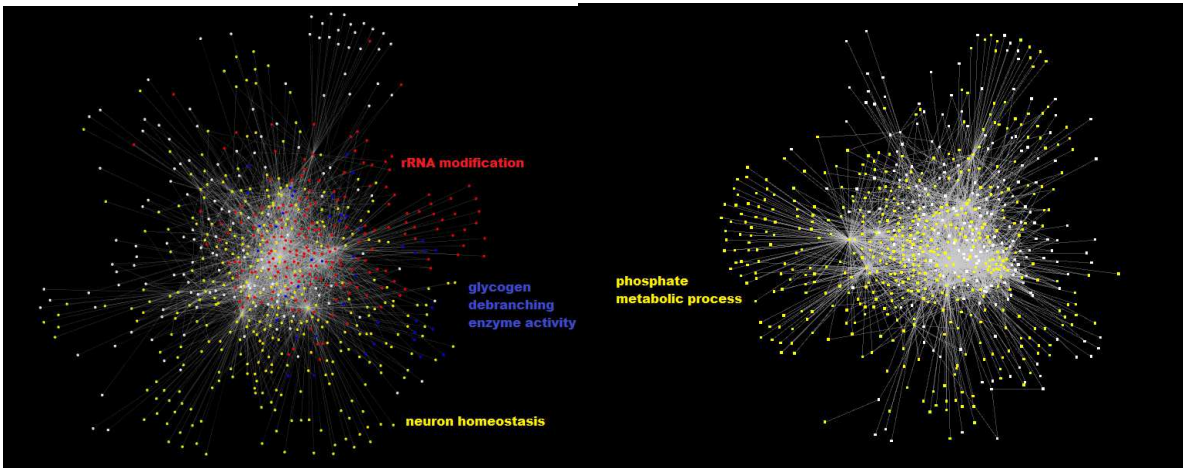 rRNA modification
glycogen
debranching
enzyme activity
neuron homeostasis
phosphate
metabolic process